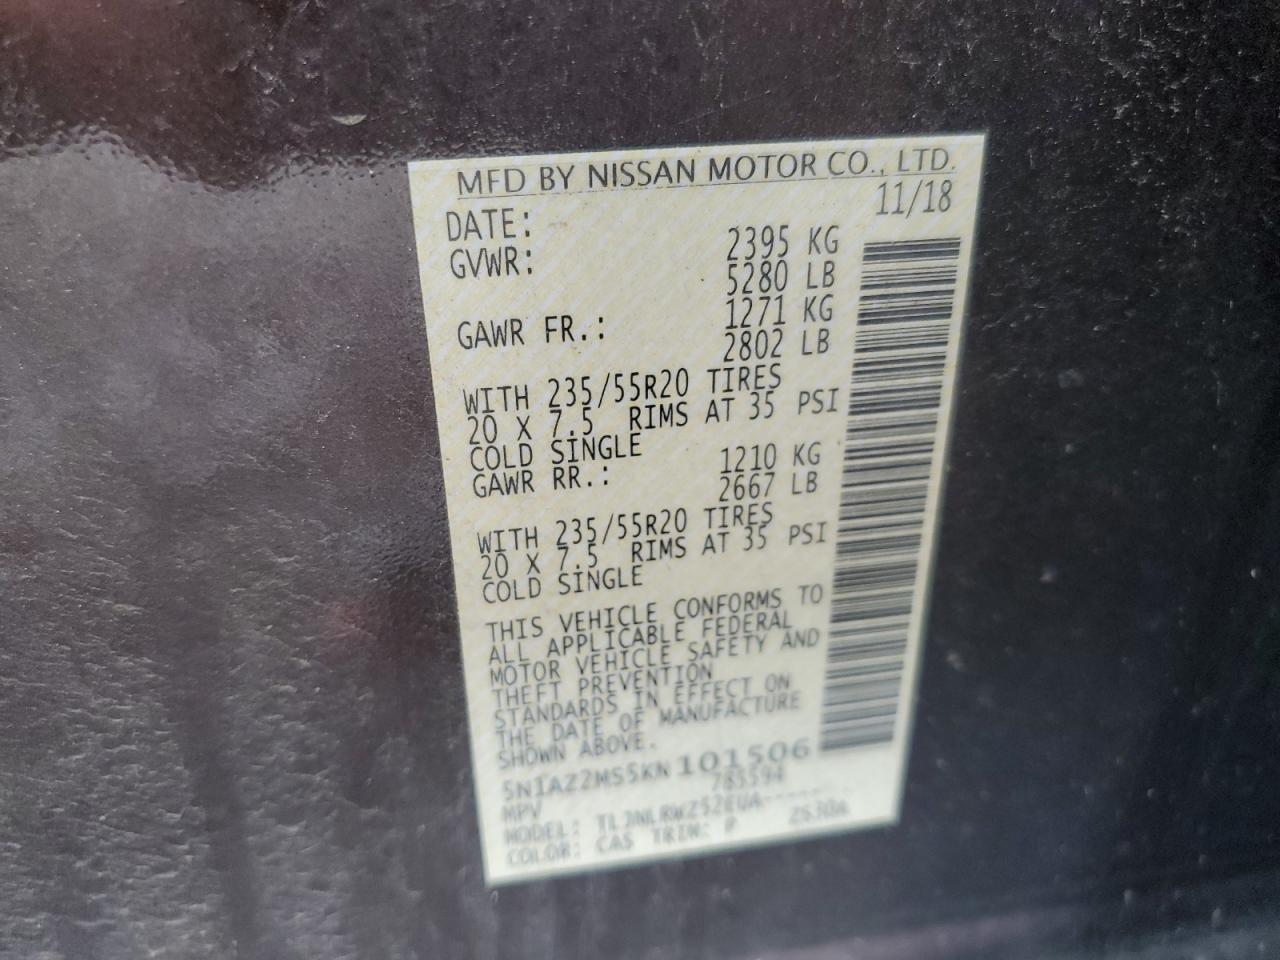 MFD BY NISSAN MOTOR CO., LTD.
DATE: 11/18
GVWR: 2395 KG
5280 LB
GAWR FR.: 1271 KG
2802 LB
WITH 235/55R20 TIRES
20 X 7.5 RIMS AT 35 PSI
COLD SINGLE
GAWR RR.: 1210 KG
2667 LB
WITH 235/55R20 TIRES
20 X 7.5 RIMS AT 35 PSI
COLD SINGLE
THIS VEHICLE CONFORMS TO
ALL APPLICABLE FEDERAL
MOTOR VEHICLE SAFETY AND
THEFT PREVENTION
STANDARDS IN EFFECT ON
THE DATE OF MANUFACTURE
SHOWN ABOVE.
5N1AZ2MS5KN101506
MPV 785594
MODEL:
COLOR: CAS TRIM: P